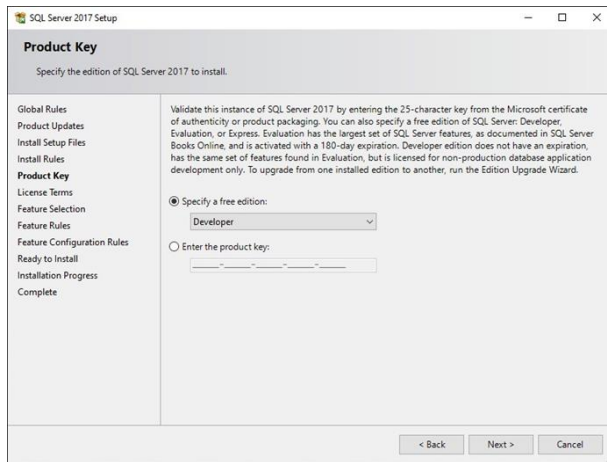 SQL Server 2017 Setup
Product Key
Specify the edition of SQL Server 2017 to install.
Global Rules
Product Updates
Install Setup Files
Install Rules
Product Key
License Terms
Feature Selection
Feature Rules
Feature Configuration Rules
Ready to Install
Installation Progress
Complete
Validate this instance of SQL Server 2017 by entering the 25-character key from the Microsoft certificate
of authenticity or product packaging. You can also specify a free edition of SQL Server: Developer,
Evaluation, or Express. Evaluation has the largest set of SQL Server features, as documented in SQL Server
Books Online, and is activated with a 180-day expiration. Developer edition does not have an expiration,
has the same set of features found in Evaluation, but is licensed for non-production database application
development only. To upgrade from one installed edition to another, run the Edition Upgrade Wizard.
Specify a free edition:
Developer
Enter the product key:
_____-_____-_____-_____-_____
< Back Next > Cancel